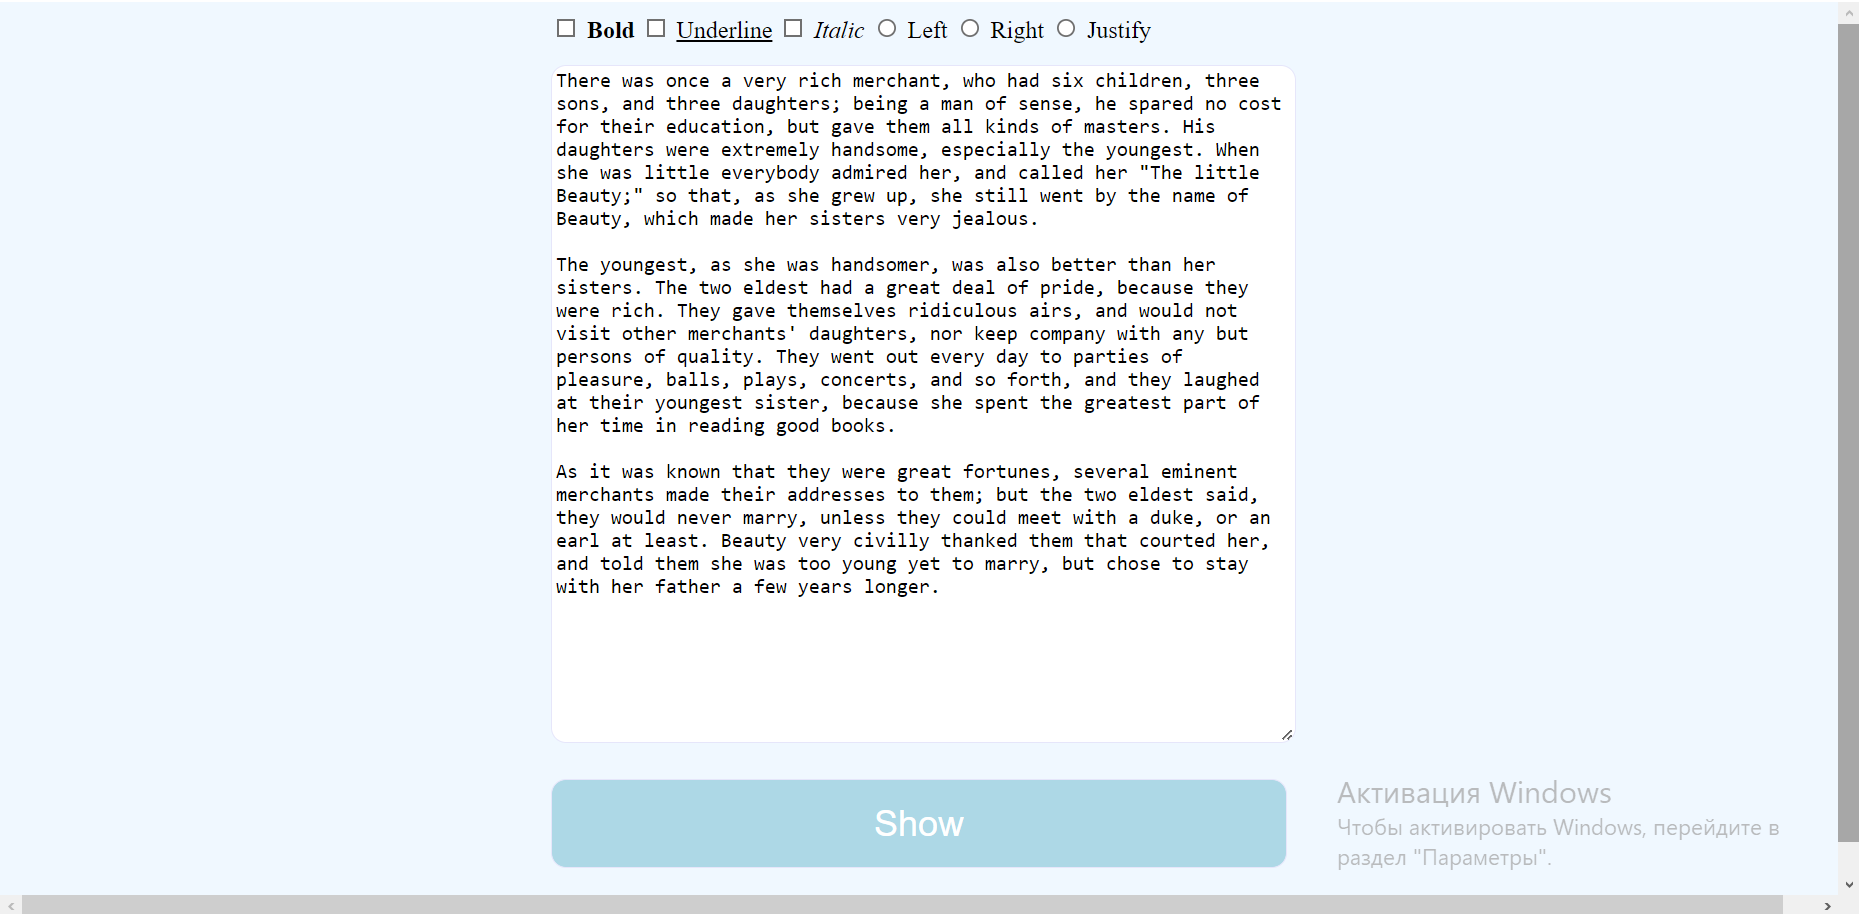 Bold Underline Italic Left Right Justify
There was once a very rich merchant, who had six children, three
sons, and three daughters; being a man of sense, he spared no cost
for their education, but gave them all kinds of masters. His
daughters were extremely handsome, especially the youngest. When
she was little everybody admired her, and called her "The little
Beauty;" so that, as she grew up, she still went by the name of
Beauty, which made her sisters very jealous.
The youngest, as she was handsomer, was also better than her
sisters. The two eldest had a great deal of pride, because they
were rich. They gave themselves ridiculous airs, and would not
visit other merchants' daughters, nor keep company with any but
persons of quality. They went out every day to parties of
pleasure, balls, plays, concerts, and so forth, and they laughed
at their youngest sister, because she spent the greatest part of
her time in reading good books.
As it was known that they were great fortunes, several eminent
merchants made their addresses to them; but the two eldest said,
they would never marry, unless they could meet with a duke, or an
earl at least. Beauty very civilly thanked them that courted her,
and told them she was too young yet to marry, but chose to stay
with her father a few years longer.
Show
Активация Windows
Чтобы активировать Windows, перейдите в
раздел "Параметры".